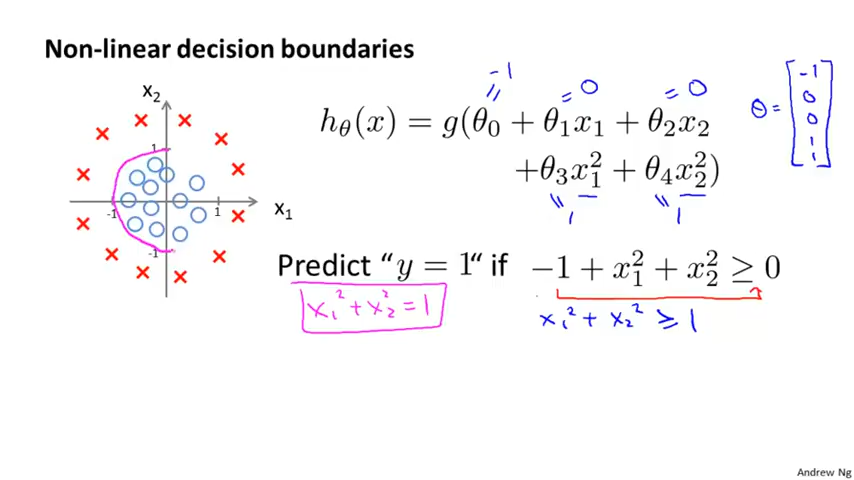 Non-linear decision boundaries
x₂
-1
= 0
= 0
θ = [-1 0 0 1 1]
hθ(x) = g(θ₀ + θ₁x₁ + θ₂x₂
+θ₃x₁² + θ₄x₂²)
1
1
1
-1
1
x₁
-1
Predict “y = 1“ if −1 + x₁² + x₂² ≥ 0
x₁² + x₂² = 1
x₁² + x₂² ≥ 1
Andrew Ng